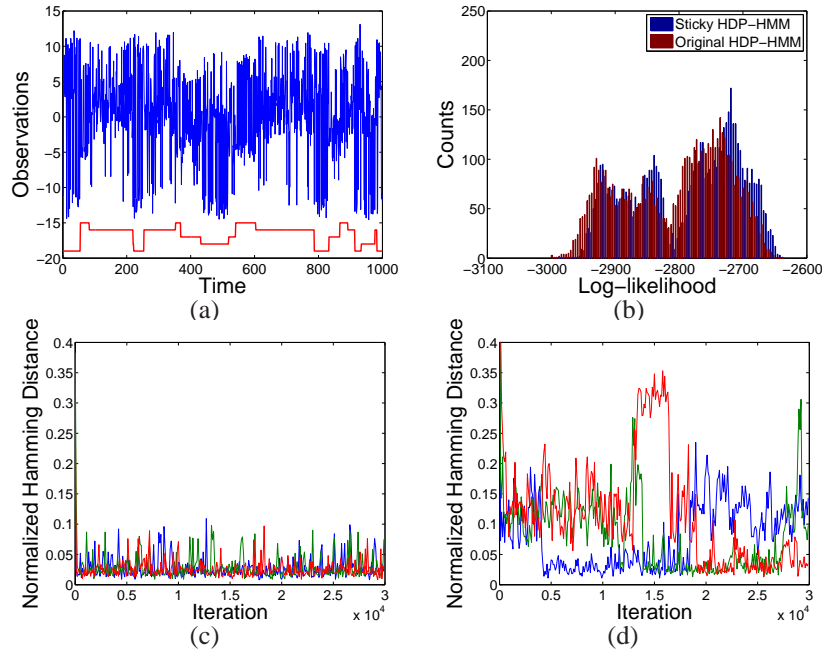 15
10
5
0
−5
−10
−15
−20
0 200 400 600 800 1000
Observations
Time
(a)
Sticky HDP−HMM
Original HDP−HMM
250
200
150
100
50
0
−3100 −3000 −2900 −2800 −2700 −2600
Counts
Log−likelihood
(b)
0.4
0.35
0.3
0.25
0.2
0.15
0.1
0.05
0
0 0.5 1 1.5 2 2.5 3
x 10^4
Normalized Hamming Distance
Iteration
(c)
0.4
0.35
0.3
0.25
0.2
0.15
0.1
0.05
0
0 0.5 1 1.5 2 2.5 3
x 10^4
Normalized Hamming Distance
Iteration
(d)